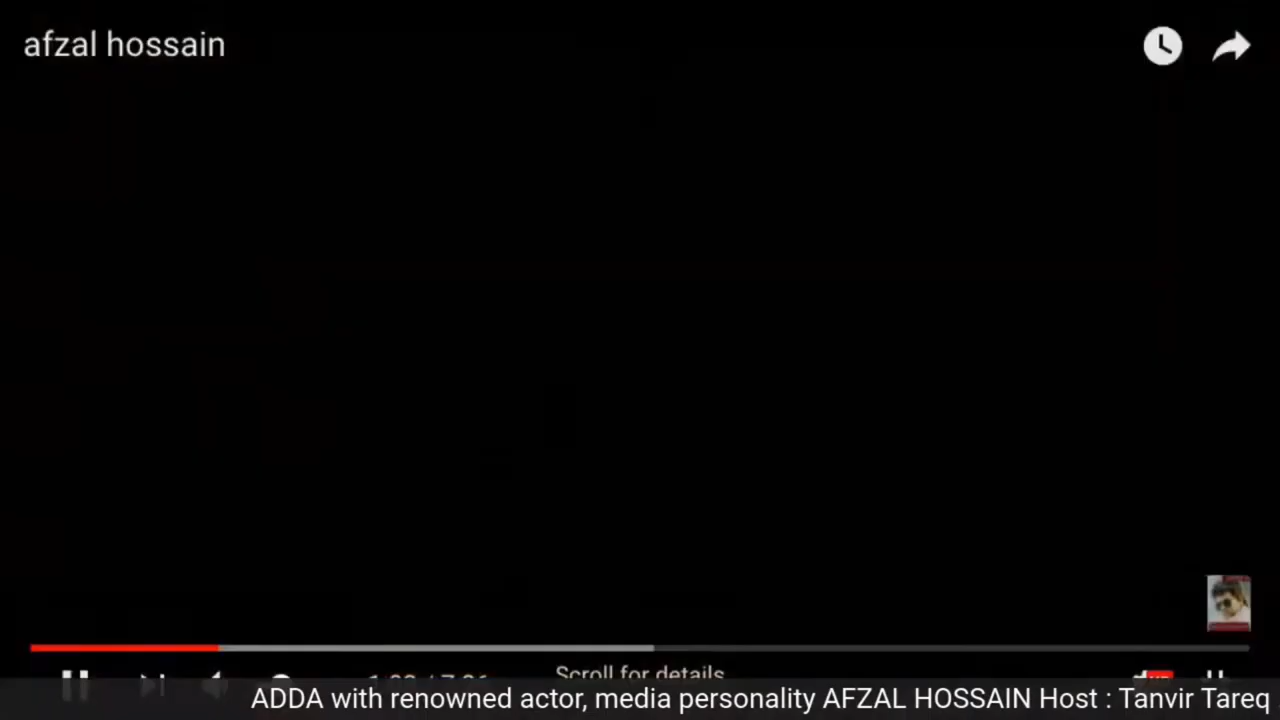 afzal hossain
Scroll for details
ADDA with renowned actor, media personality AFZAL HOSSAIN Host : Tanvir Tareq